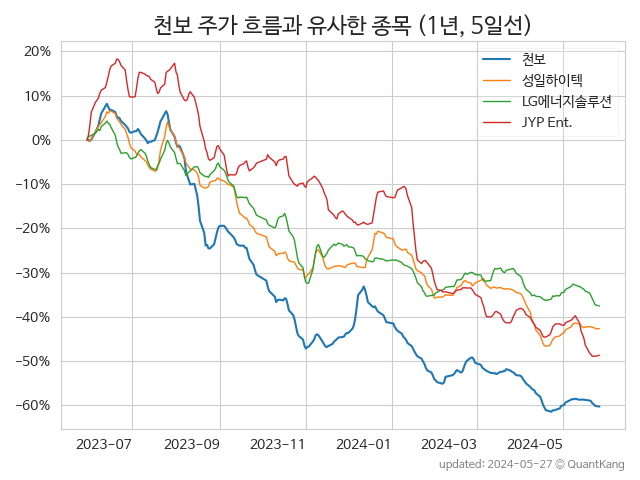 천보 주가 흐름과 유사한 종목 (1년, 5일선)
천보
성일하이텍
LG에너지솔루션
JYP Ent.
20%
10%
0%
−10%
−20%
−30%
−40%
−50%
−60%
2023−07
2023−09
2023−11
2024−01
2024−03
2024−05
updated: 2024-05-27 © QuantKang